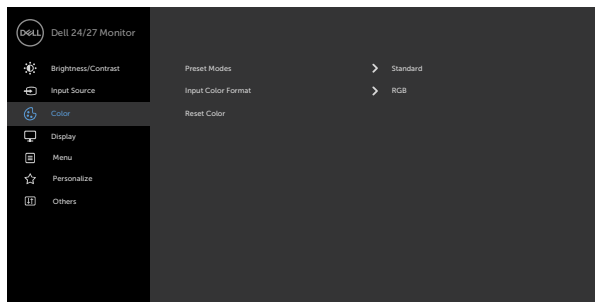 DELL Dell 24/27 Monitor
Brightness/Contrast Preset Modes Standard
Input Source Input Color Format RGB
Color Reset Color
Display
Menu
Personalize
Others